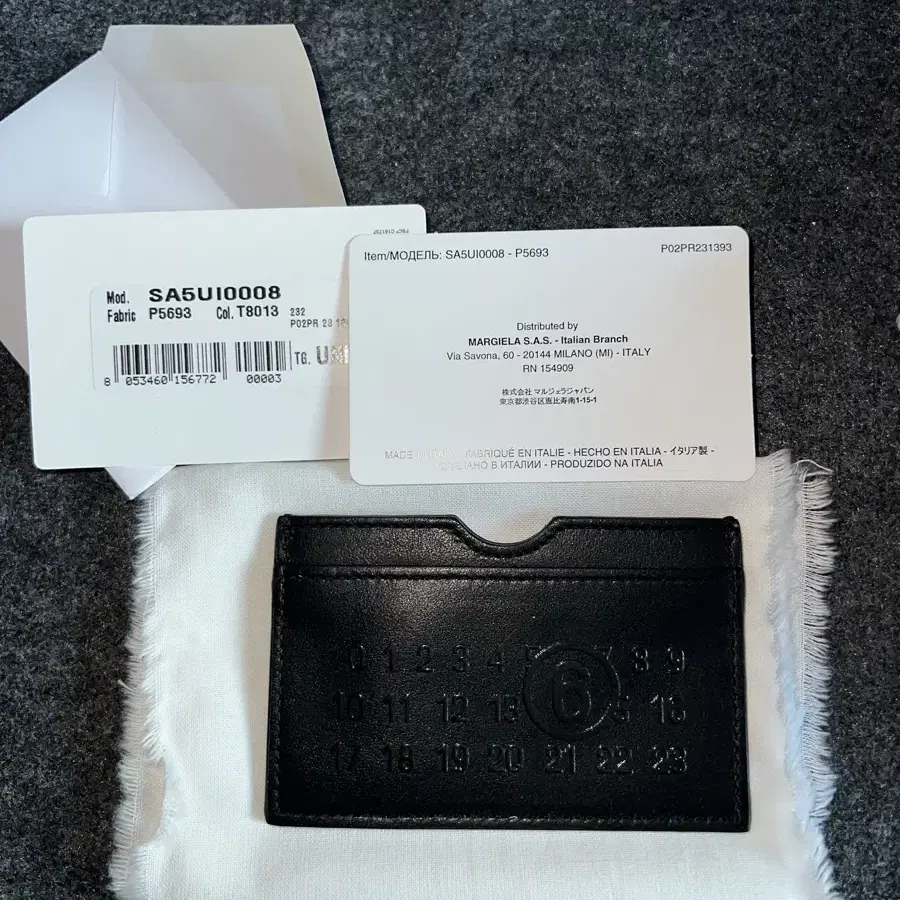 Mod. SA5UI0008
Fabric P5693 Col. T8013 232
P02PR 23
TG.
8 053460 156772 00003
Item/МОДЕЛЬ: SA5UI0008 - P5693 P02PR231393
Distributed by
MARGIELA S.A.S. - Italian Branch
Via Savona, 60 - 20144 MILANO (MI) - ITALY
RN 154909
株式会社 マルジェラジャパン
東京都渋谷区恵比寿南1-15-1
MADE FABRIQUÉ EN ITALIE - HECHO EN ITALIA - イタリア製 -
В ИТАЛИИ - PRODUZIDO NA ITALIA
0 1 2 3 4 5 6 7 8 9
10 11 12 13 16
17 18 19 20 21 22 23